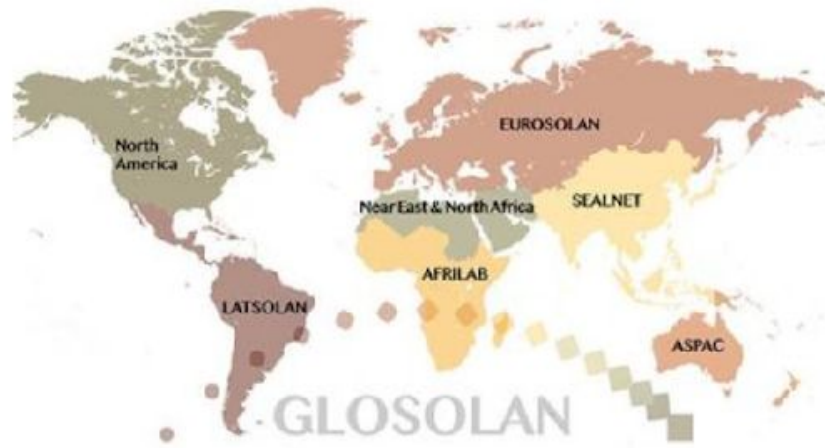 EUROSOLAN
North
America
SEALNET
Near East & North Africa
AFRILAB
LATSOLAN
ASPAC
GLOSOLAN